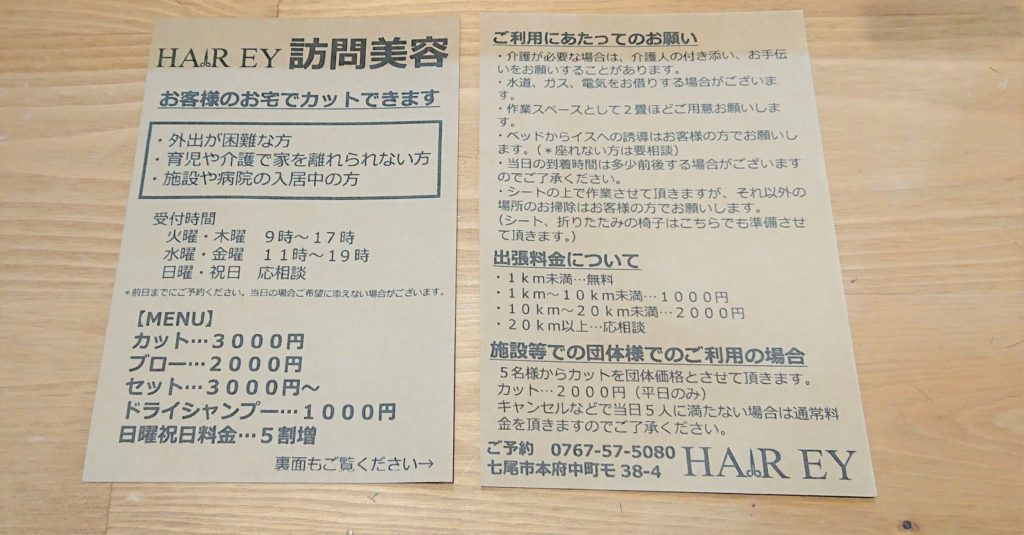 HAIR EY 訪問美容
お客様のお宅でカットできます
・外出が困難な方
・育児や介護で家を離れられない方
・施設や病院の入居中の方
受付時間
火曜・木曜　９時～１７時
水曜・金曜　１１時～１９時
日曜・祝日　応相談
＊前日までにご予約ください。当日の場合ご希望に添えない場合がございます。
【MENU】
カット…３０００円
ブロー…２０００円
セット…３０００円～
ドライシャンプー…１０００円
日曜祝日料金…５割増
裏面もご覧ください→
ご利用にあたってのお願い
・介護が必要な場合は、介護人の付き添い、お手伝
いをお願いすることがあります。
・水道、ガス、電気をお借りする場合がございま
す。
・作業スペースとして２畳ほどご用意お願いしま
す。
・ベッドからイスへの誘導はお客様の方でお願いし
ます。（＊座れない方は要相談）
・当日の到着時間は多少前後する場合がございます
のでご了承ください。
・シートの上で作業させて頂きますが、それ以外の
場所のお掃除はお客様の方でお願いします。
（シート、折りたたみの椅子はこちらでも準備させ
て頂きます。）
出張料金について
・１ｋｍ未満…無料
・１ｋｍ～１０ｋｍ未満…１０００円
・１０ｋｍ～２０ｋｍ未満…２０００円
・２０ｋｍ以上…応相談
施設等での団体様でのご利用の場合
５名様からカットを団体価格とさせて頂きます。
カット…２０００円（平日のみ）
キャンセルなどで当日５人に満たない場合は通常料
金を頂きますのでご了承ください。
ご予約　0767-57-5080
七尾市本府中町モ 38-4
HAIR EY